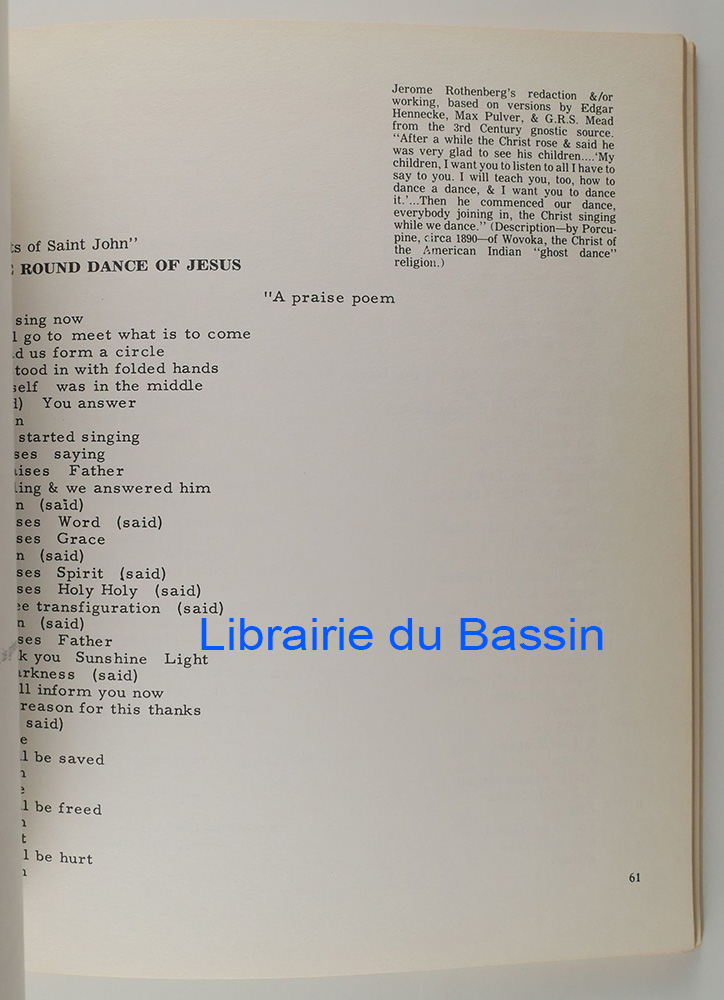 Jerome Rothenberg's redaction &/or
working, based on versions by Edgar
Hennecke, Max Pulver, & G.R.S. Mead
from the 3rd Century gnostic source.
"After a while the Christ rose & said he
was very glad to see his children....'My
children, I want you to listen to all I have to
say to you. I will teach you, too, how to
dance a dance, & I want you to dance
it.'...Then he commenced our dance,
everybody joining in, the Christ singing
while we dance." (Description—by Porcu-
pine, circa 1890—of Wovoka, the Christ of
the American Indian "ghost dance"
religion.)
ts of Saint John"
ROUND DANCE OF JESUS
"A praise poem
sing now
l go to meet what is to come
d us form a circle
tood in with folded hands
self was in the middle
d) You answer
n
started singing
ses saying
aises Father
ling & we answered him
n (said)
ses Word (said)
ses Grace
n (said)
ses Spirit (said)
ses Holy Holy (said)
ee transfiguration (said)
n (said)
ses Father
k you Sunshine Light
arkness (said)
ll inform you now
reason for this thanks
said)
e
l be saved
n
e
l be freed
n
t
l be hurt
n
61
Librairie du Bassin